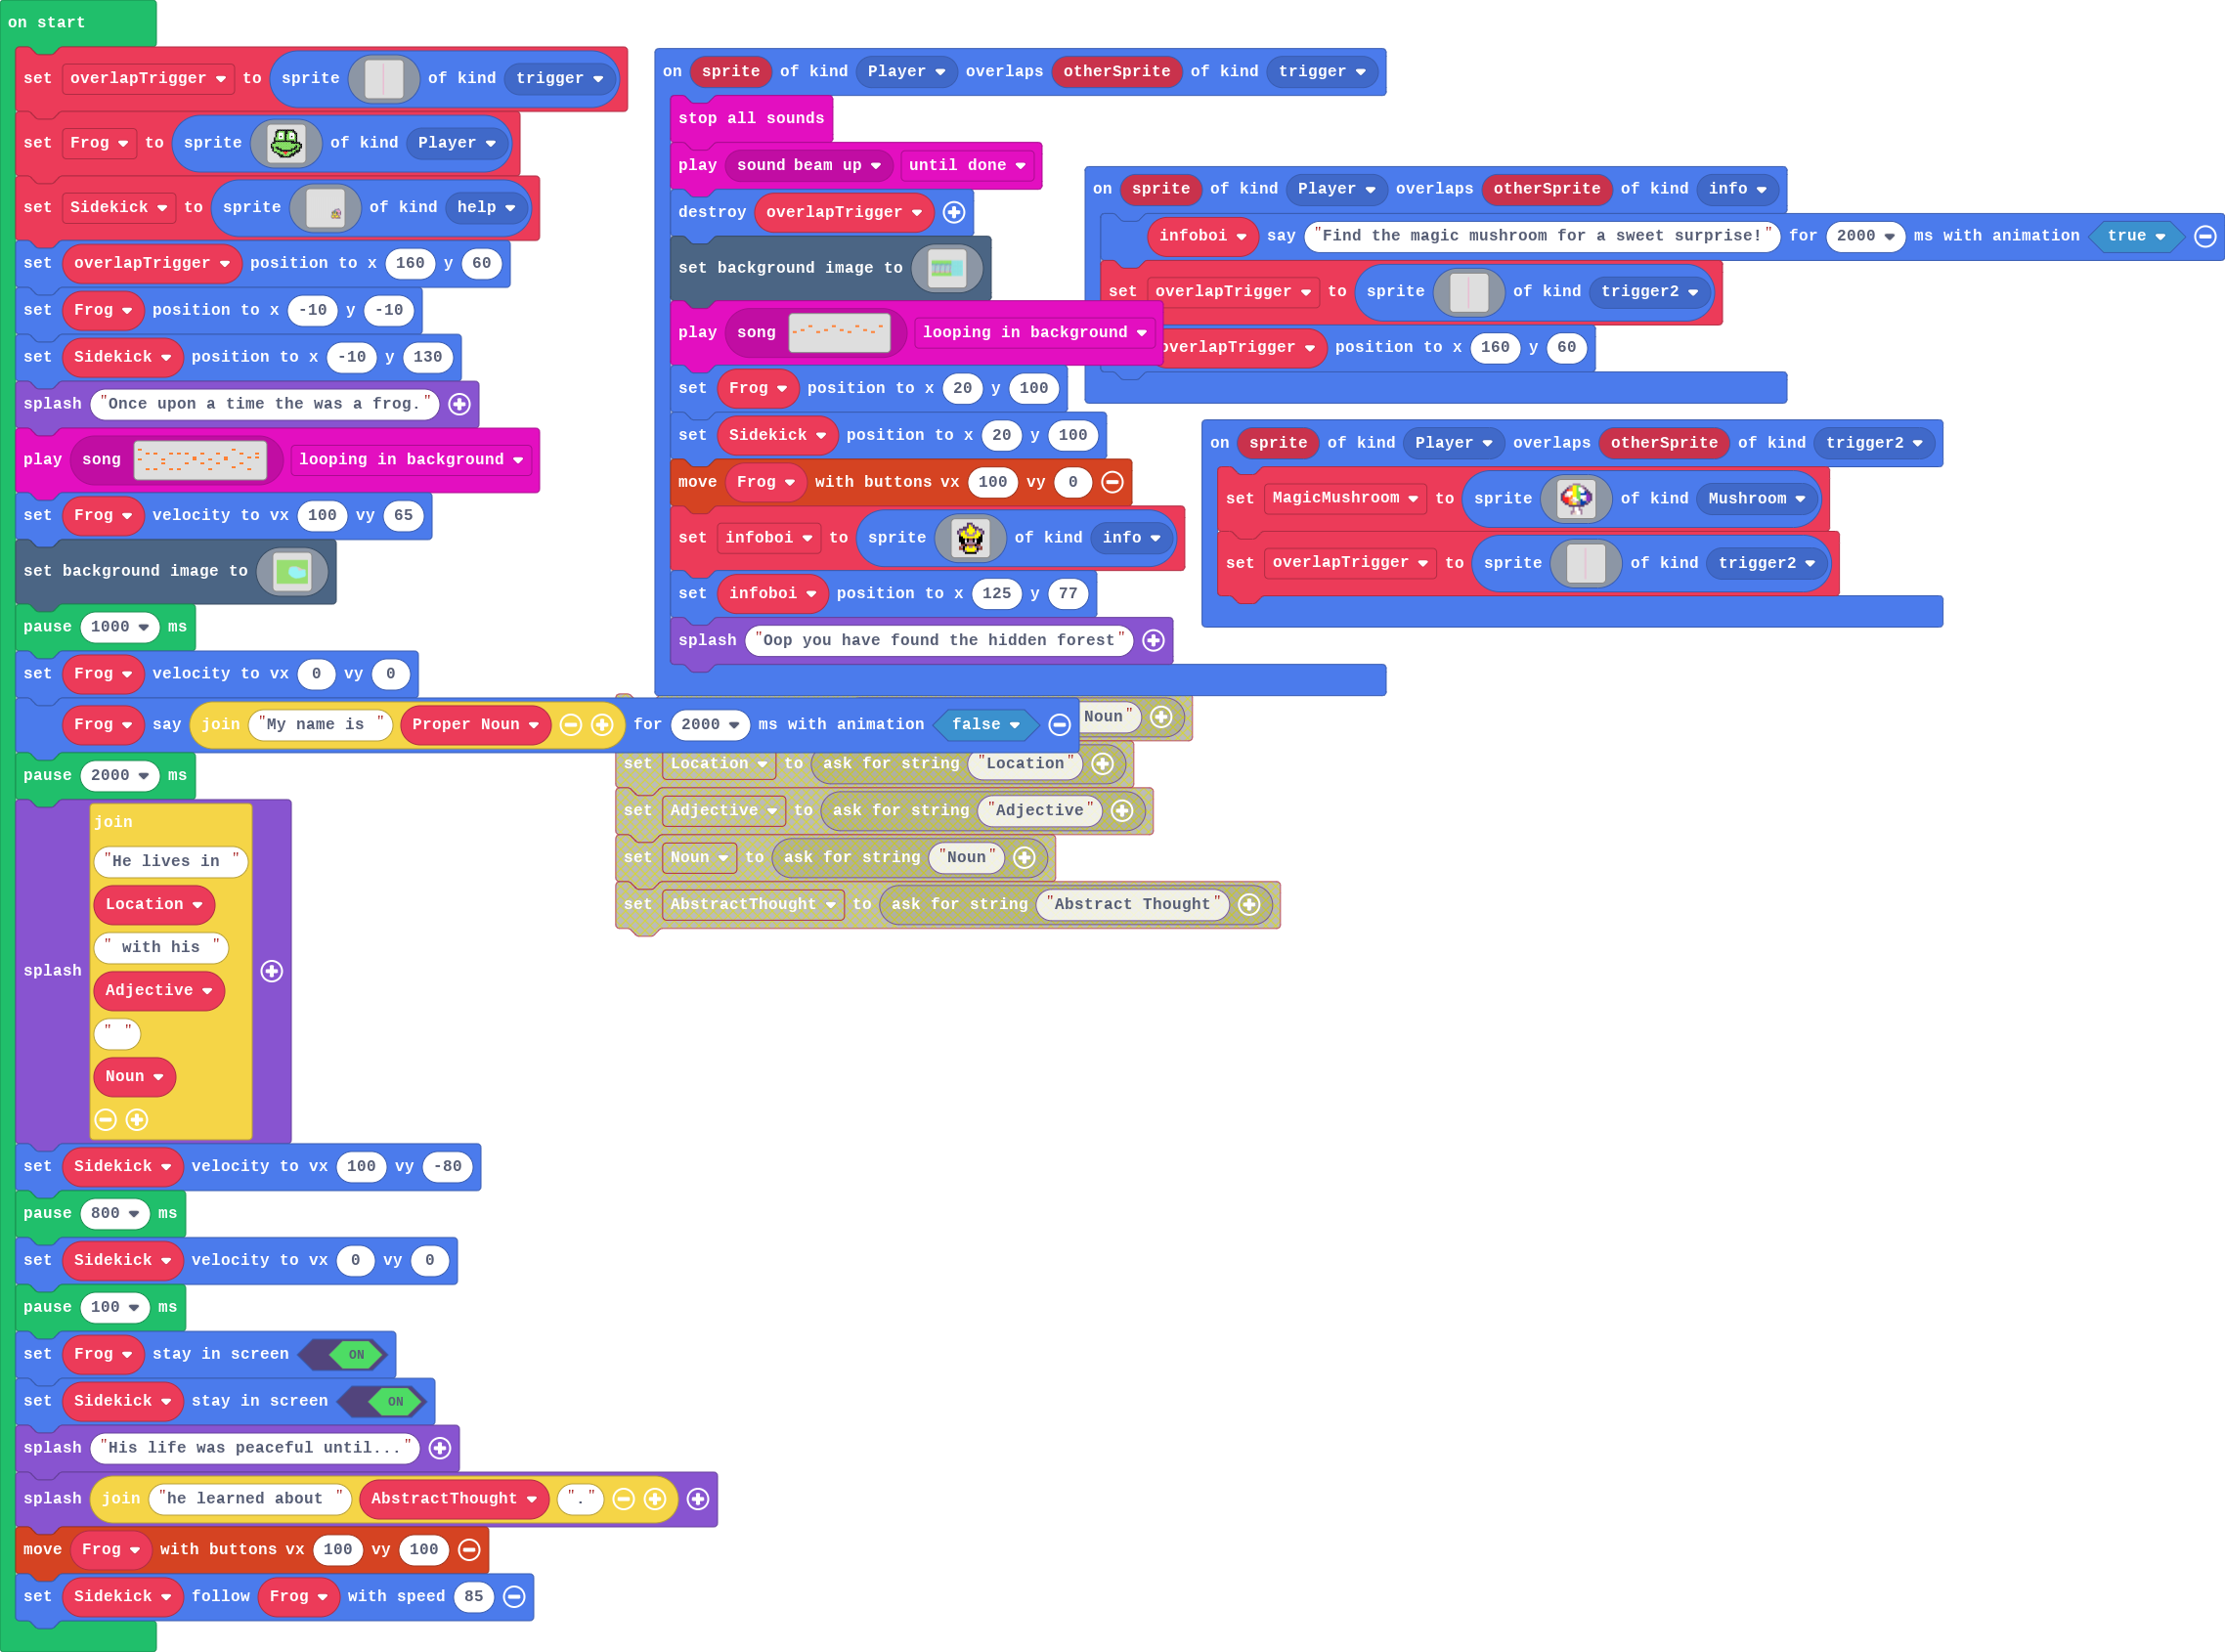 on start
set overlapTrigger to sprite of kind trigger
set Frog to sprite of kind Player
set Sidekick to sprite of kind help
set overlapTrigger position to x 160 y 60
set Frog position to x -10 y -10
set Sidekick position to x -10 y 130
splash "Once upon a time the was a frog."
play song looping in background
set Frog velocity to vx 100 vy 65
set background image to
pause 1000 ms
set Frog velocity to vx 0 vy 0
Frog say join "My name is " Proper Noun for 2000 ms with animation false
pause 2000 ms
splash
join
"He lives in "
Location
" with his "
Adjective
" "
Noun
set Sidekick velocity to vx 100 vy -80
pause 800 ms
set Sidekick velocity to vx 0 vy 0
pause 100 ms
set Frog stay in screen ON
set Sidekick stay in screen ON
splash "His life was peaceful until..."
splash join "he learned about " AbstractThought "."
move Frog with buttons vx 100 vy 100
set Sidekick follow Frog with speed 85
on sprite of kind Player overlaps otherSprite of kind trigger
stop all sounds
play sound beam up until done
destroy overlapTrigger
set background image to
play song looping in background
set Frog position to x 20 y 100
set Sidekick position to x 20 y 100
move Frog with buttons vx 100 vy 0
set infoboi to sprite of kind info
set infoboi position to x 125 y 77
splash "Oop you have found the hidden forest"
on sprite of kind Player overlaps otherSprite of kind info
infoboi say "Find the magic mushroom for a sweet surprise!" for 2000 ms with animation true
set overlapTrigger to sprite of kind trigger2
overlapTrigger position to x 160 y 60
on sprite of kind Player overlaps otherSprite of kind trigger2
set MagicMushroom to sprite of kind Mushroom
set overlapTrigger to sprite of kind trigger2
Noun"
set Location to ask for string "Location"
set Adjective to ask for string "Adjective"
set Noun to ask for string "Noun"
set AbstractThought to ask for string "Abstract Thought"